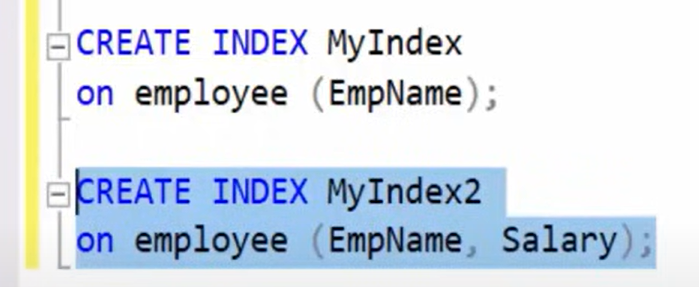 CREATE INDEX MyIndex
on employee (EmpName);
CREATE INDEX MyIndex2
on employee (EmpName, Salary);